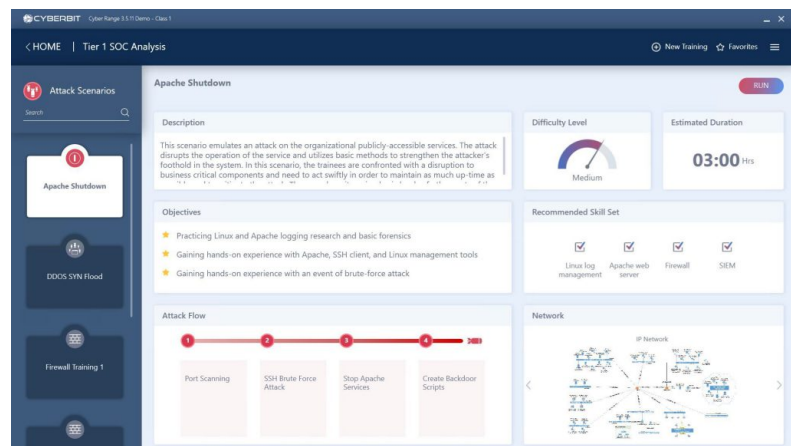 CYBERBIT Cyber Range 3.5.11 Demo - Class 1
< HOME | Tier 1 SOC Analysis
New Training Favorites
Attack Scenarios
Search
Apache Shutdown
DDOS SYN Flood
Firewall Training 1
Apache Shutdown
RUN
Description
This scenario emulates an attack on the organizational publicly-accessible services. The attack
disrupts the operation of the service and utilizes basic methods to strengthen the attacker's
foothold in the system. In this scenario, the trainees are confronted with a disruption to
business critical components and need to act swiftly in order to maintain as much up-time as
Difficulty Level
Medium
Estimated Duration
03:00 Hrs
Objectives
Practicing Linux and Apache logging research and basic forensics
Gaining hands-on experience with Apache, SSH client, and Linux management tools
Gaining hands-on experience with an event of brute-force attack
Recommended Skill Set
Linux log
management
Apache web
server
Firewall
SIEM
Attack Flow
1
2
3
4
Port Scanning
SSH Brute Force
Attack
Stop Apache
Services
Create Backdoor
Scripts
Network
IP Network